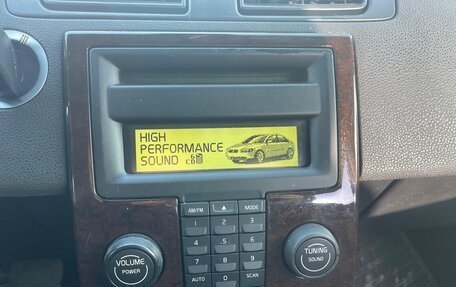 HIGH
PERFORMANCE
SOUND
AM/FM MODE
1 2 3
4 5 6
7 8 9
AUTO 0 SCAN
VOLUME
POWER
TUNING
SOUND